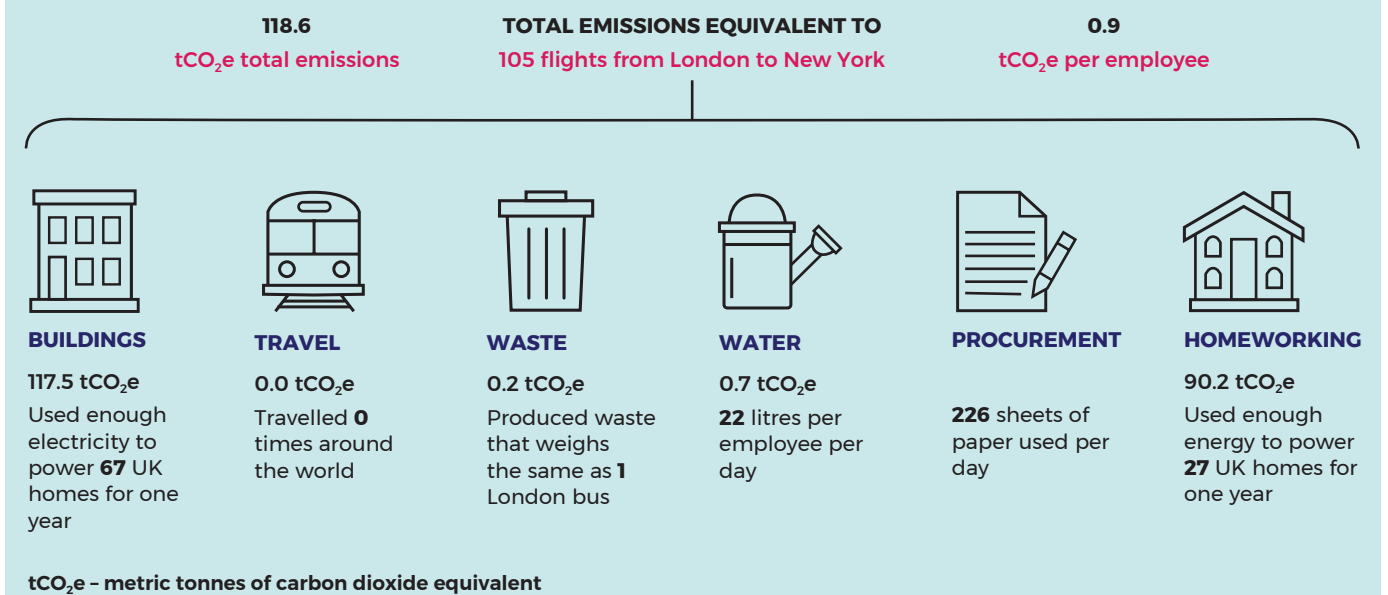 118.6
tCO₂e total emissions
TOTAL EMISSIONS EQUIVALENT TO
105 flights from London to New York
0.9
tCO₂e per employee
BUILDINGS
117.5 tCO₂e
Used enough
electricity to
power 67 UK
homes for one
year
TRAVEL
0.0 tCO₂e
Travelled 0
times around
the world
WASTE
0.2 tCO₂e
Produced waste
that weighs
the same as 1
London bus
WATER
0.7 tCO₂e
22 litres per
employee per
day
PROCUREMENT
226 sheets of
paper used per
day
HOMEWORKING
90.2 tCO₂e
Used enough
energy to power
27 UK homes for
one year
tCO₂e – metric tonnes of carbon dioxide equivalent